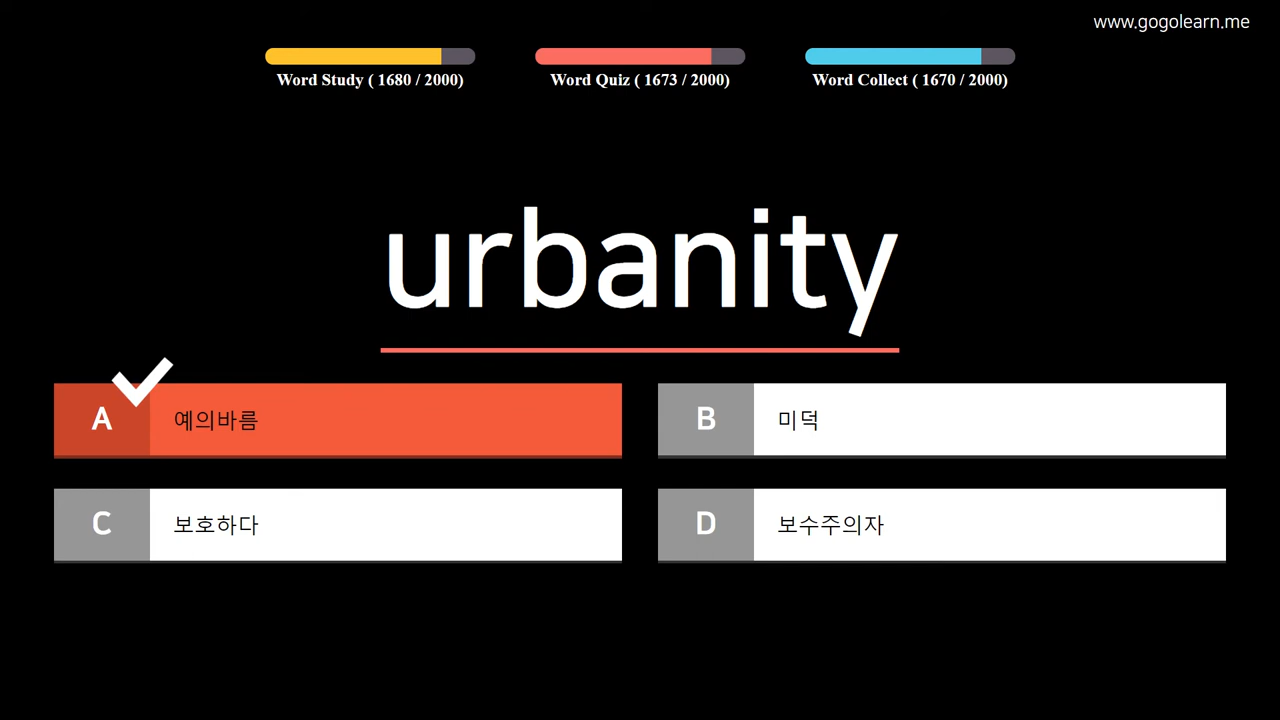 www.gogolearn.me
Word Study ( 1680 / 2000)
Word Quiz ( 1673 / 2000)
Word Collect ( 1670 / 2000)
urbanity
A 예의바름
B 미덕
C 보호하다
D 보수주의자